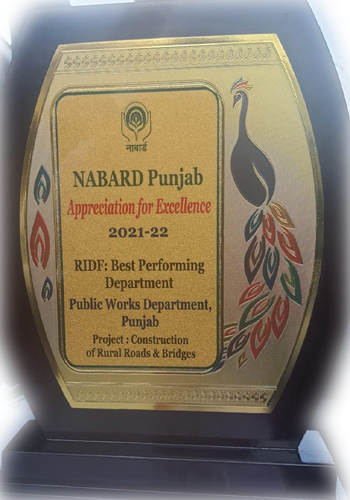 नाबार्ड
NABARD Punjab
Appreciation for Excellence
2021-22
RIDF: Best Performing
Department
Public Works Department,
Punjab
Project : Construction
of Rural Roads & Bridges